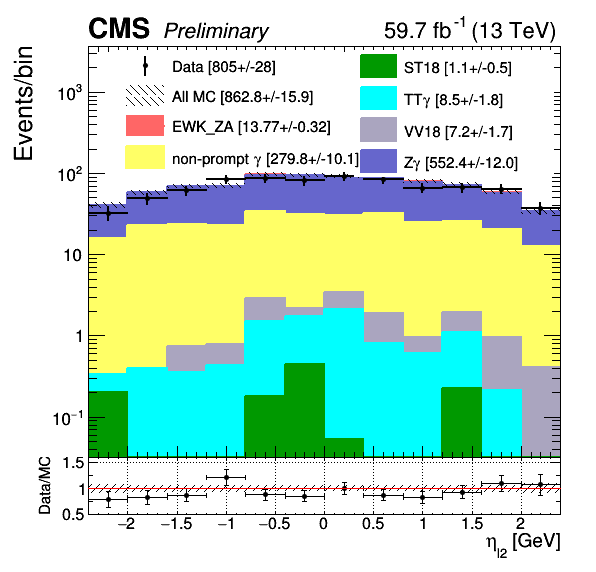 CMS Preliminary 59.7 fb⁻¹ (13 TeV)
Events/bin
Data [805+/-28]
All MC [862.8+/-15.9]
EWK_ZA [13.77+/-0.32]
non-prompt γ [279.8+/-10.1]
ST18 [1.1+/-0.5]
TTγ [8.5+/-1.8]
VV18 [7.2+/-1.7]
Zγ [552.4+/-12.0]
10³
10²
10
1
10⁻¹
Data/MC
1.5
1
0.5
−2 −1.5 −1 −0.5 0 0.5 1 1.5 2
η_l2 [GeV]